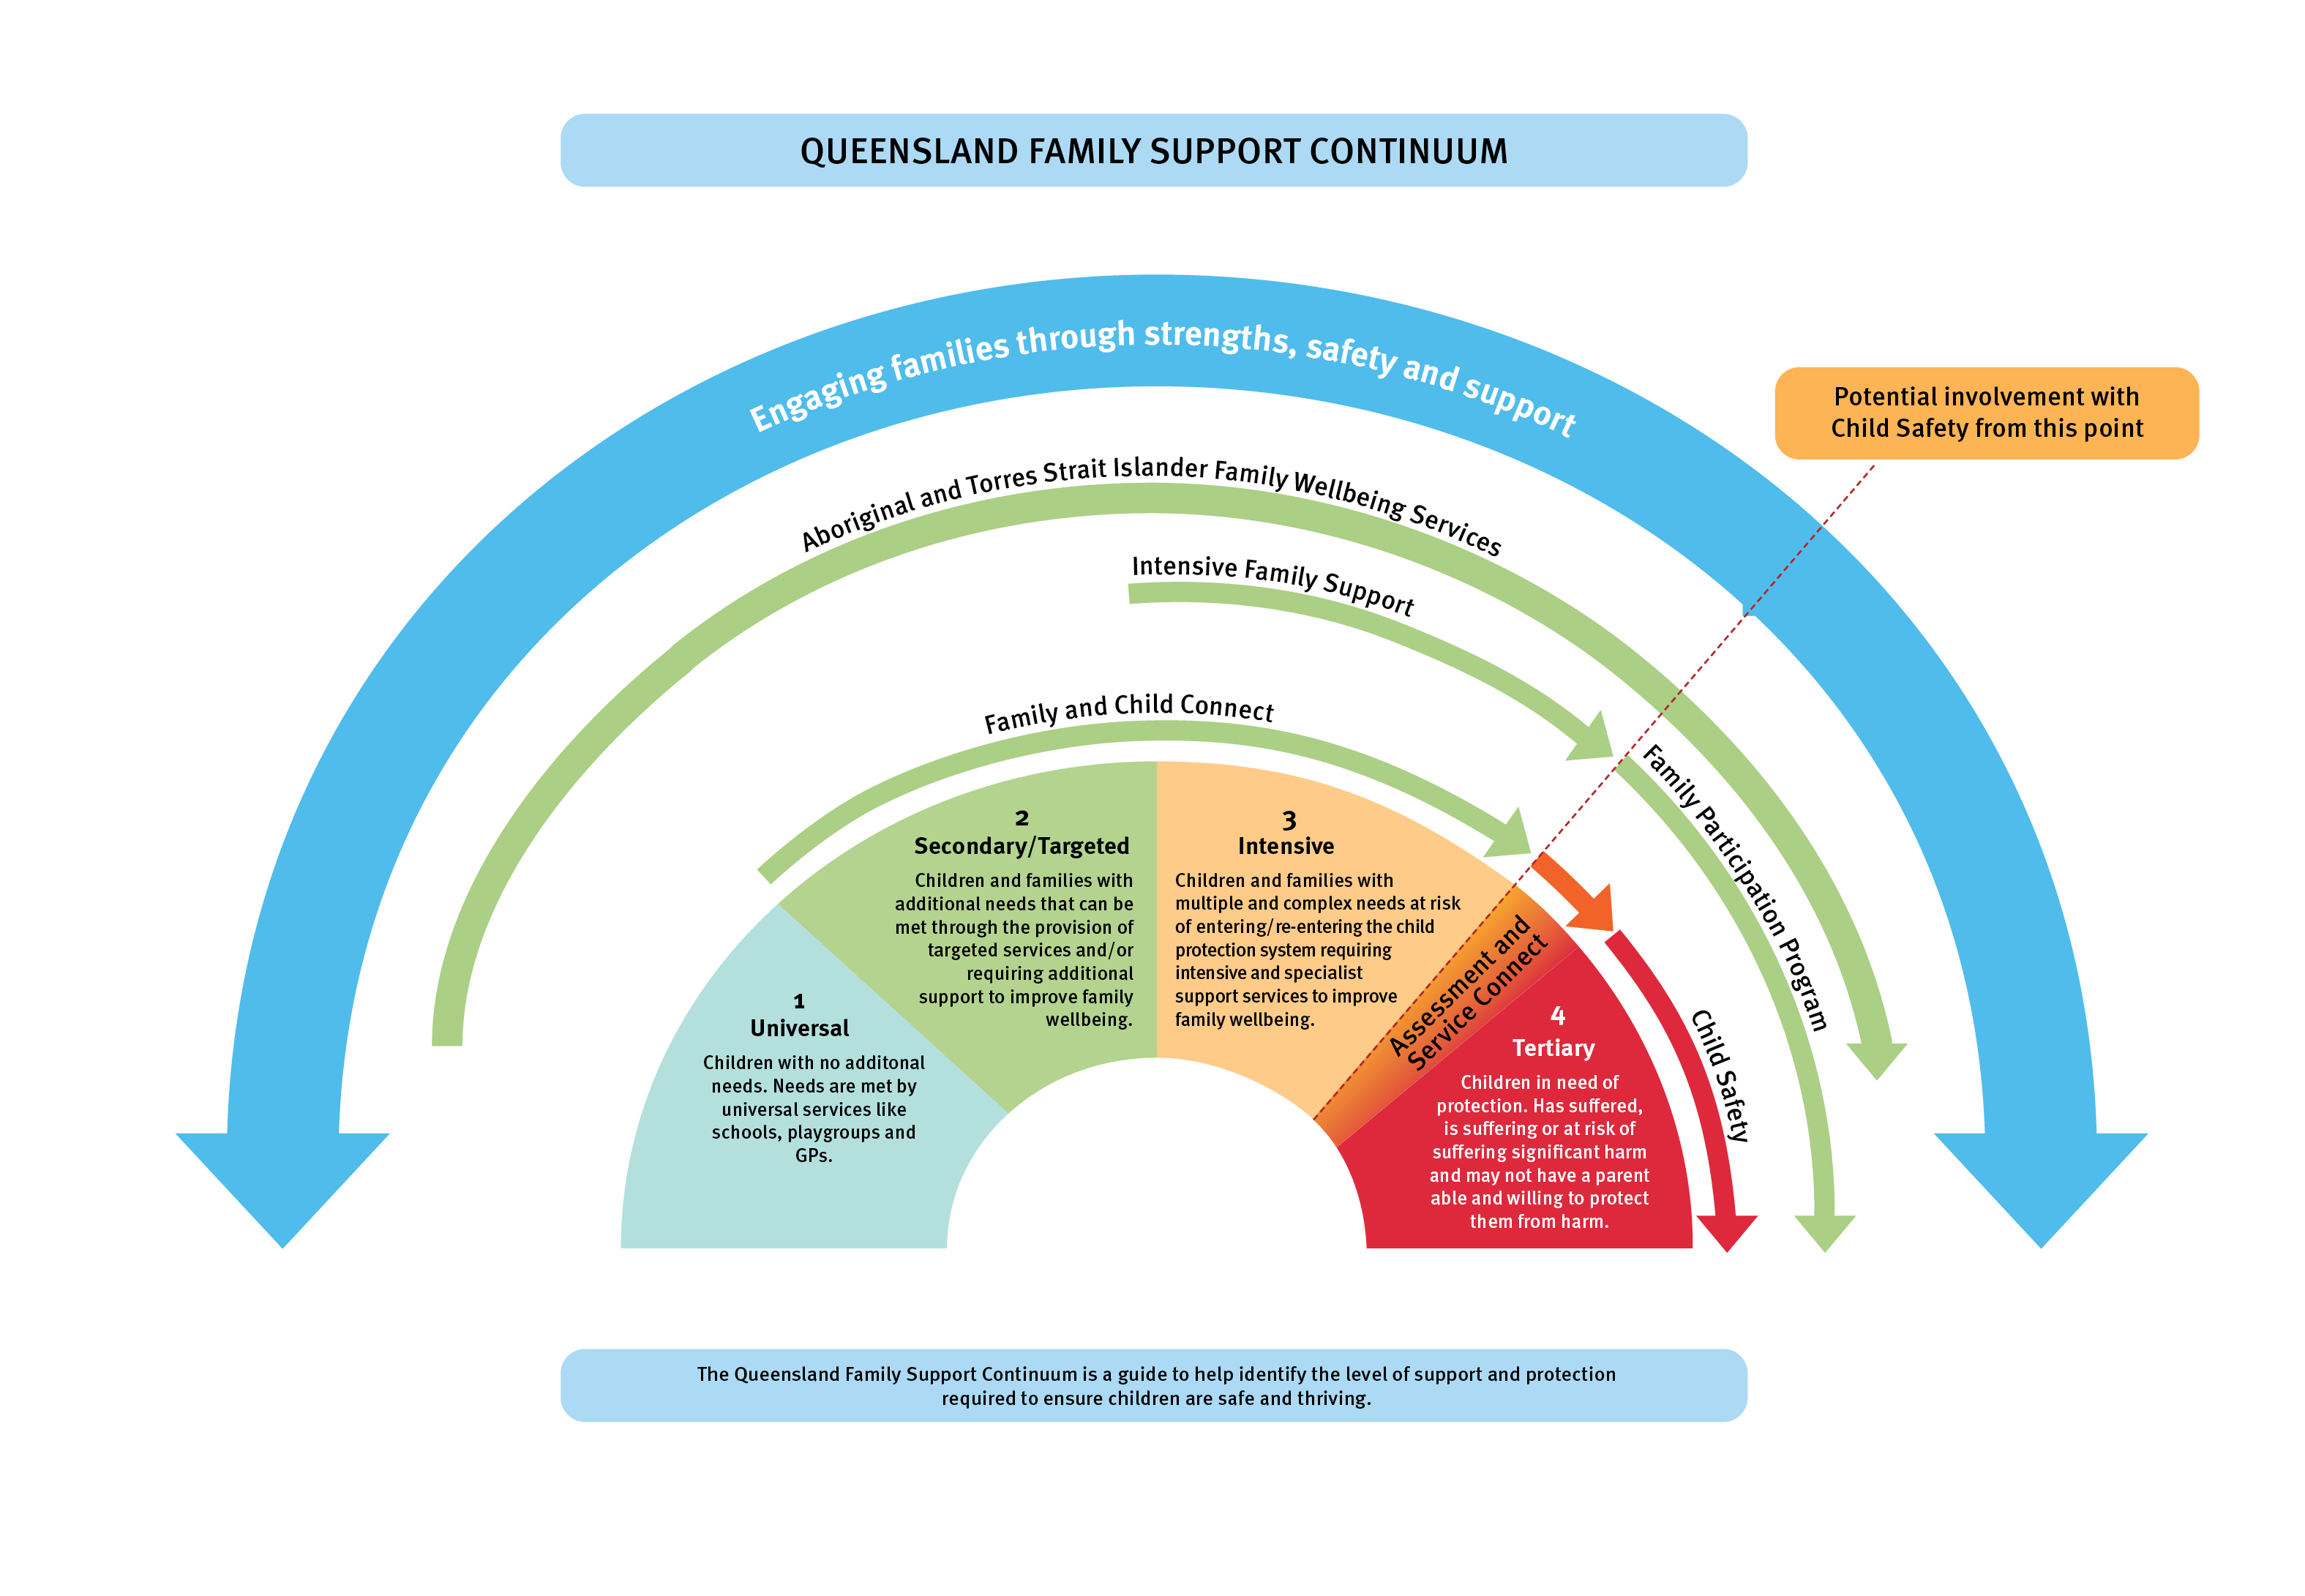 QUEENSLAND FAMILY SUPPORT CONTINUUM
Engaging families through strengths, safety and support
Potential involvement with
Child Safety from this point
Aboriginal and Torres Strait Islander Family Wellbeing Services
Intensive Family Support
Family and Child Connect
Family Participation Program
Child Safety
1
Universal
Children with no additonal
needs. Needs are met by
universal services like
schools, playgroups and
GPs.
2
Secondary/Targeted
Children and families with
additional needs that can be
met through the provision of
targeted services and/or
requiring additional
support to improve family
wellbeing.
3
Intensive
Children and families with
multiple and complex needs at risk
of entering/re-entering the child
protection system requiring
intensive and specialist
support services to improve
family wellbeing.
Assessment and
Service Connect
4
Tertiary
Children in need of
protection. Has suffered,
is suffering or at risk of
suffering significant harm
and may not have a parent
able and willing to protect
them from harm.
The Queensland Family Support Continuum is a guide to help identify the level of support and protection
required to ensure children are safe and thriving.